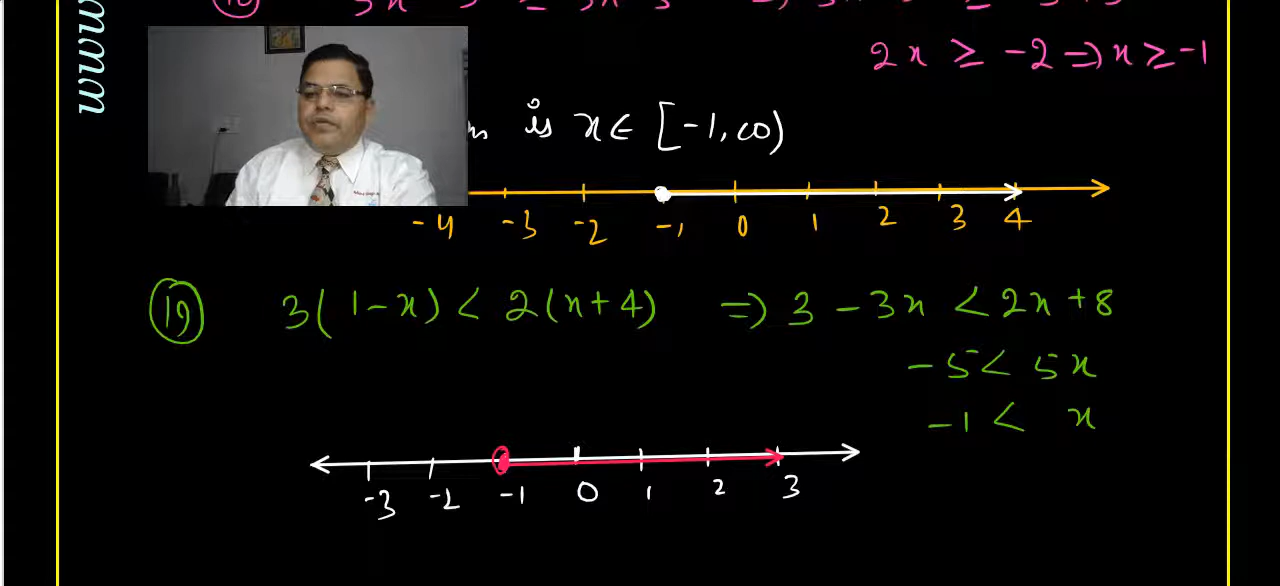 www.
2x ≥ -2 ⇒ x ≥ -1
is x ∈ [-1, ∞)
-4 -3 -2 -1 0 1 2 3 4
(19) 3(1-x) < 2(x+4) ⇒ 3 - 3x < 2x + 8
-5 < 5x
-1 < x
-3 -2 -1 0 1 2 3